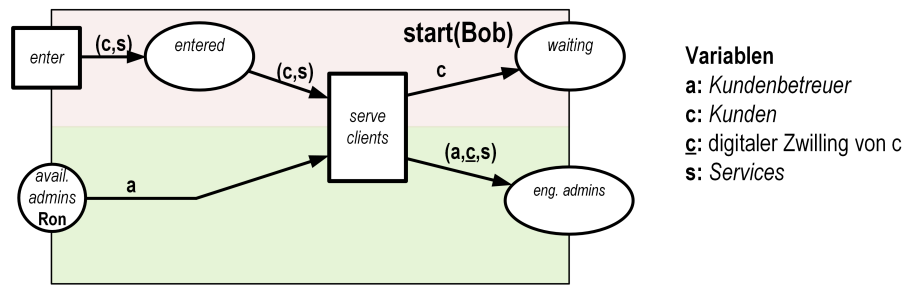 start(Bob)
enter
(c,s)
entered
(c,s)
c
waiting
serve
clients
avail.
admins
Ron
a
(a,c,s)
eng. admins
Variablen
a: Kundenbetreuer
c: Kunden
c: digitaler Zwilling von c
s: Services